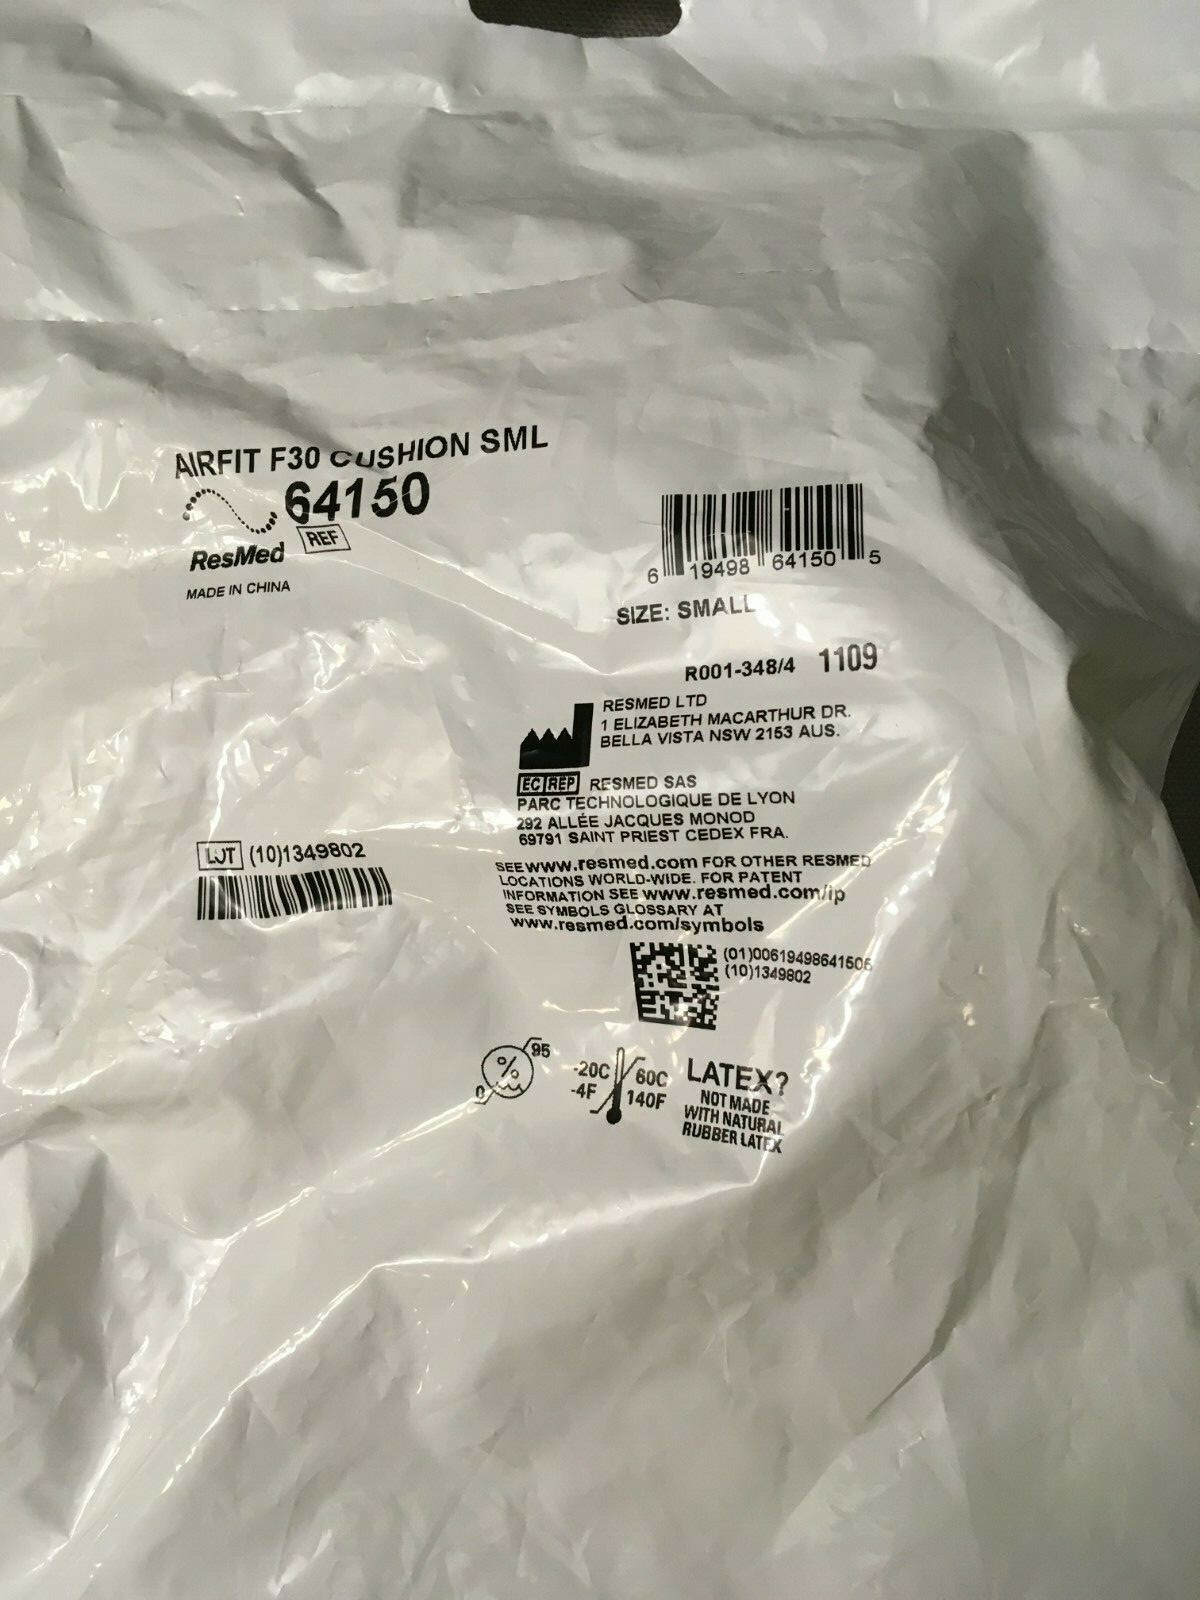 AIRFIT F30 CUSHION SML
64150
REF
ResMed
MADE IN CHINA
6 19498 64150 5
SIZE: SMALL
R001-348/4 1109
RESMED LTD
1 ELIZABETH MACARTHUR DR.
BELLA VISTA NSW 2153 AUS.
EC REP RESMED SAS
PARC TECHNOLOGIQUE DE LYON
292 ALLÉE JACQUES MONOD
69791 SAINT PRIEST CEDEX FRA.
LOT (10)1349802
SEE www.resmed.com FOR OTHER RESMED
LOCATIONS WORLD-WIDE. FOR PATENT
INFORMATION SEE www.resmed.com/ip
SEE SYMBOLS GLOSSARY AT
www.resmed.com/symbols
(01)00619498641505
(10)1349802
95
%
0
-20C 60C
-4F 140F
LATEX?
NOT MADE
WITH NATURAL
RUBBER LATEX